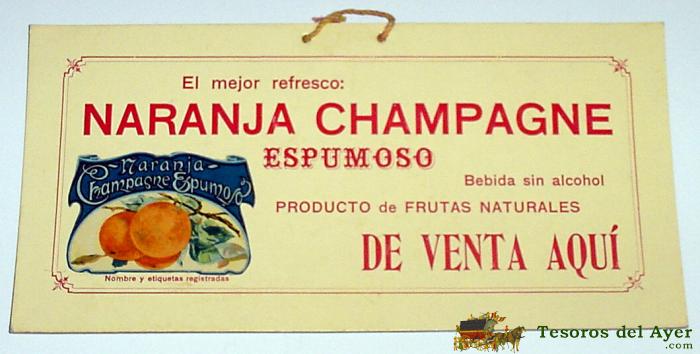 El mejor refresco:
NARANJA CHAMPAGNE
ESPUMOSO
Naranja
Champagne Espumoso
Bebida sin alcohol
PRODUCTO de FRUTAS NATURALES
DE VENTA AQUÍ
Nombre y etiquetas registradas
Tesoros del Ayer
.com